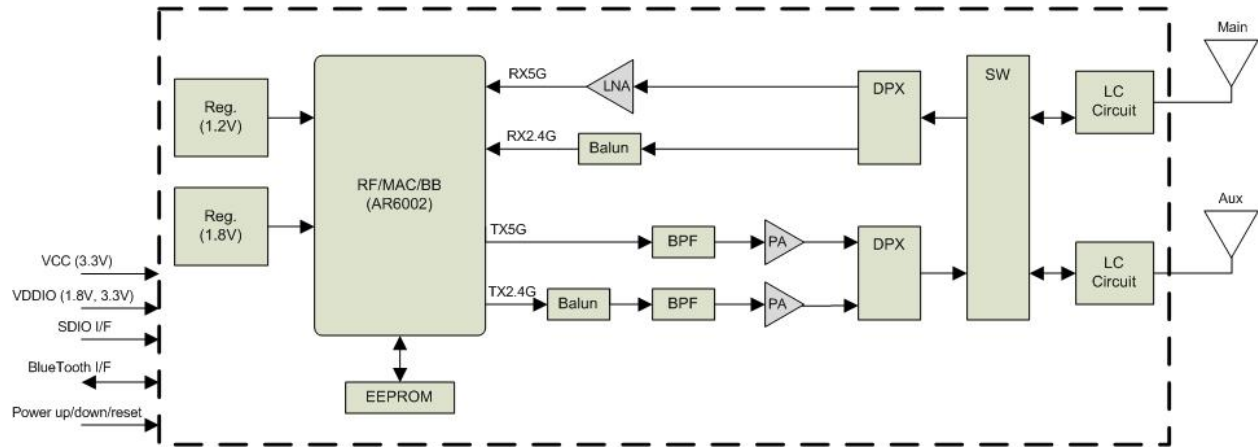 Main
RX5G
LNA
DPX
SW
LC
Circuit
Reg.
(1.2V)
RX2.4G
Balun
RF/MAC/BB
(AR6002)
Reg.
(1.8V)
Aux
TX5G
BPF
PA
DPX
LC
Circuit
VCC (3.3V)
VDDIO (1.8V, 3.3V)
TX2.4G
Balun
BPF
PA
SDIO I/F
BlueTooth I/F
EEPROM
Power up/down/reset